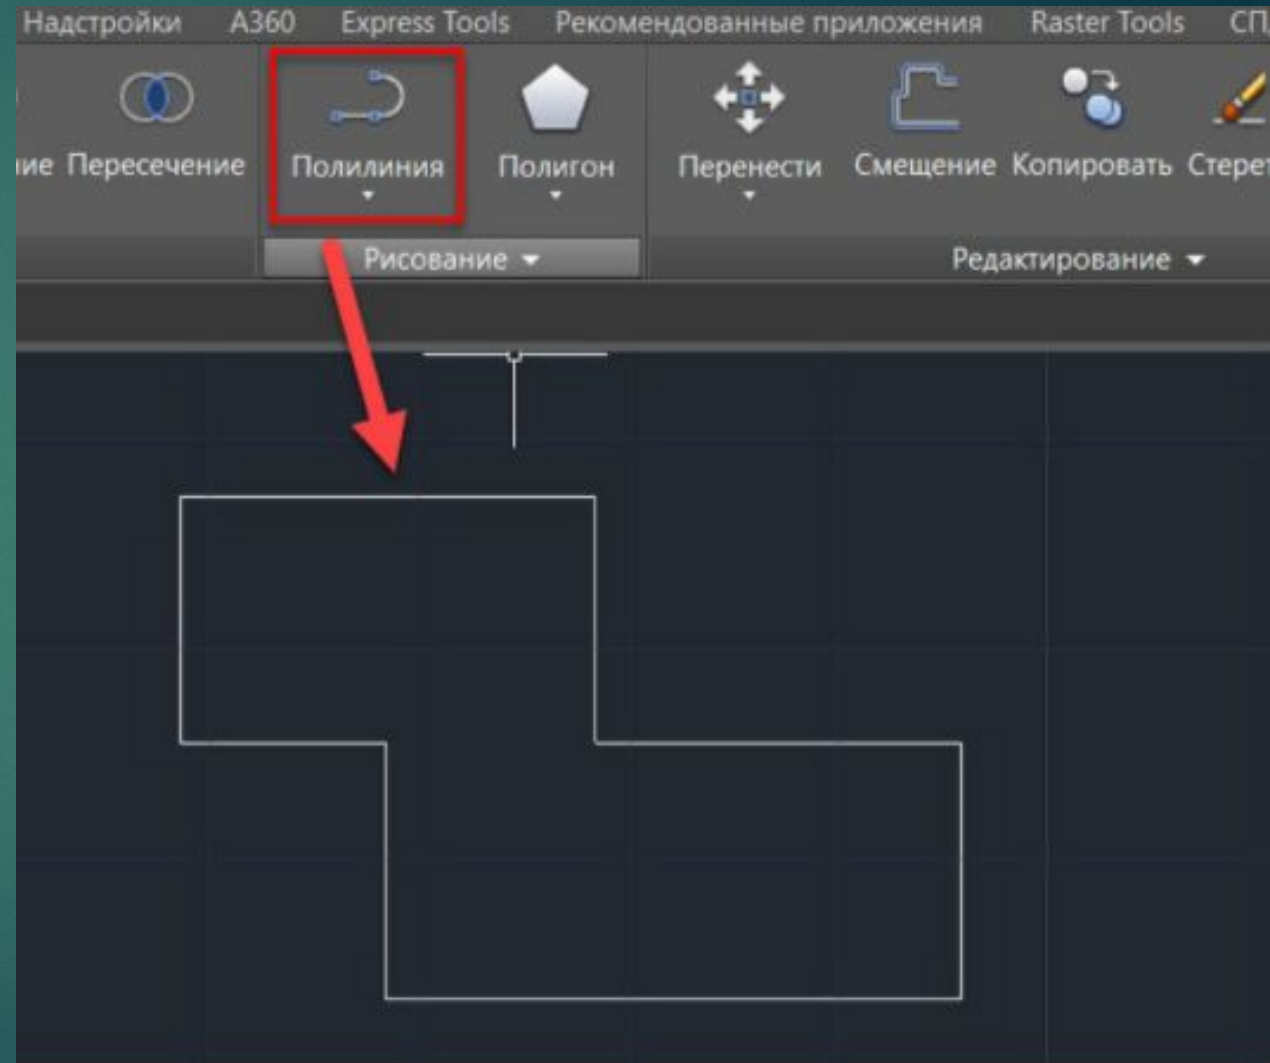 Надстройки A360 Express Tools Рекомендованные приложения Raster Tools
Пересечение Полилиния Полигон Перенести Смещение Копировать
Рисование Редактирование